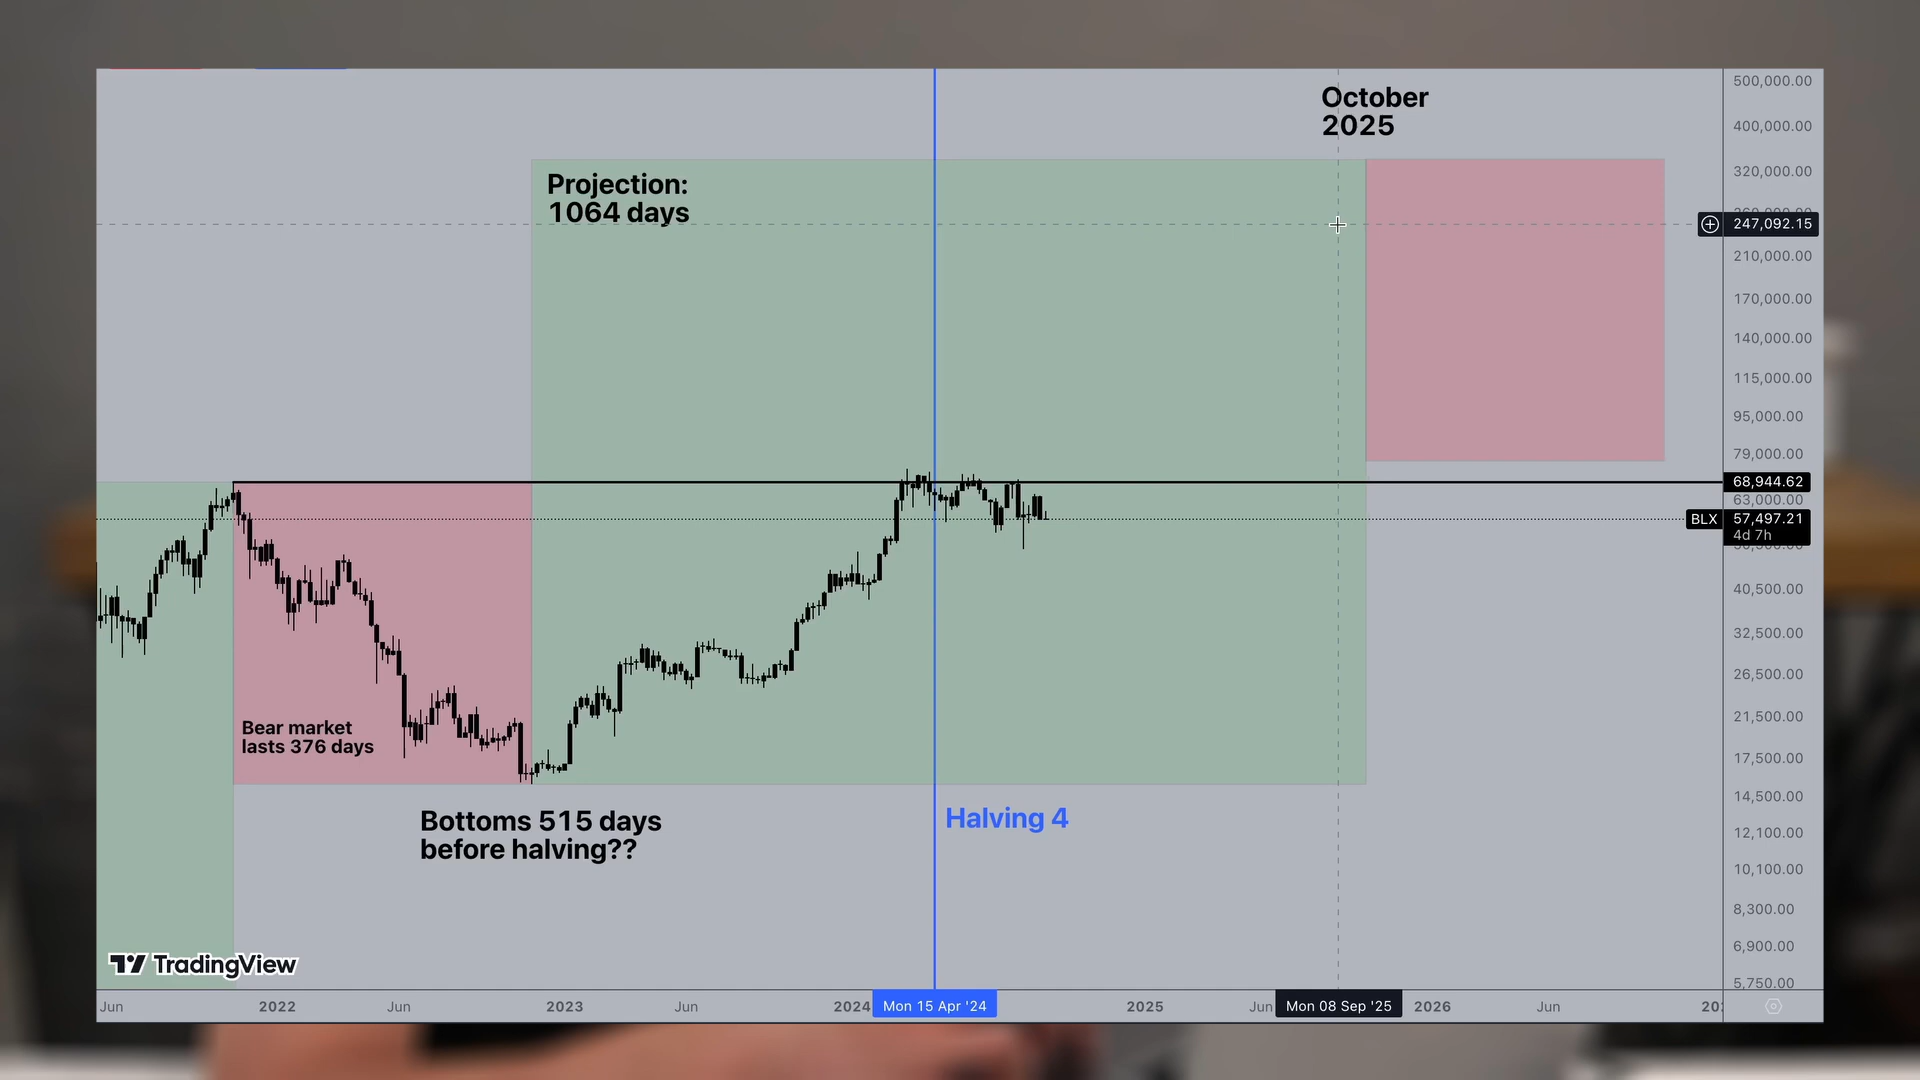 October
2025
Projection:
1064 days
Bear market
lasts 376 days
Bottoms 515 days
before halving??
Halving 4
TradingView
500,000.00
400,000.00
320,000.00
247,092.15
210,000.00
170,000.00
140,000.00
115,000.00
95,000.00
79,000.00
68,944.62
63,000.00
BLX 57,497.21
4d 7h
40,500.00
32,500.00
26,500.00
21,500.00
17,500.00
14,500.00
12,100.00
10,100.00
8,300.00
6,900.00
5,750.00
Jun 2022 Jun 2023 Jun 2024 Mon 15 Apr '24 2025 Jun Mon 08 Sep '25 2026 Jun